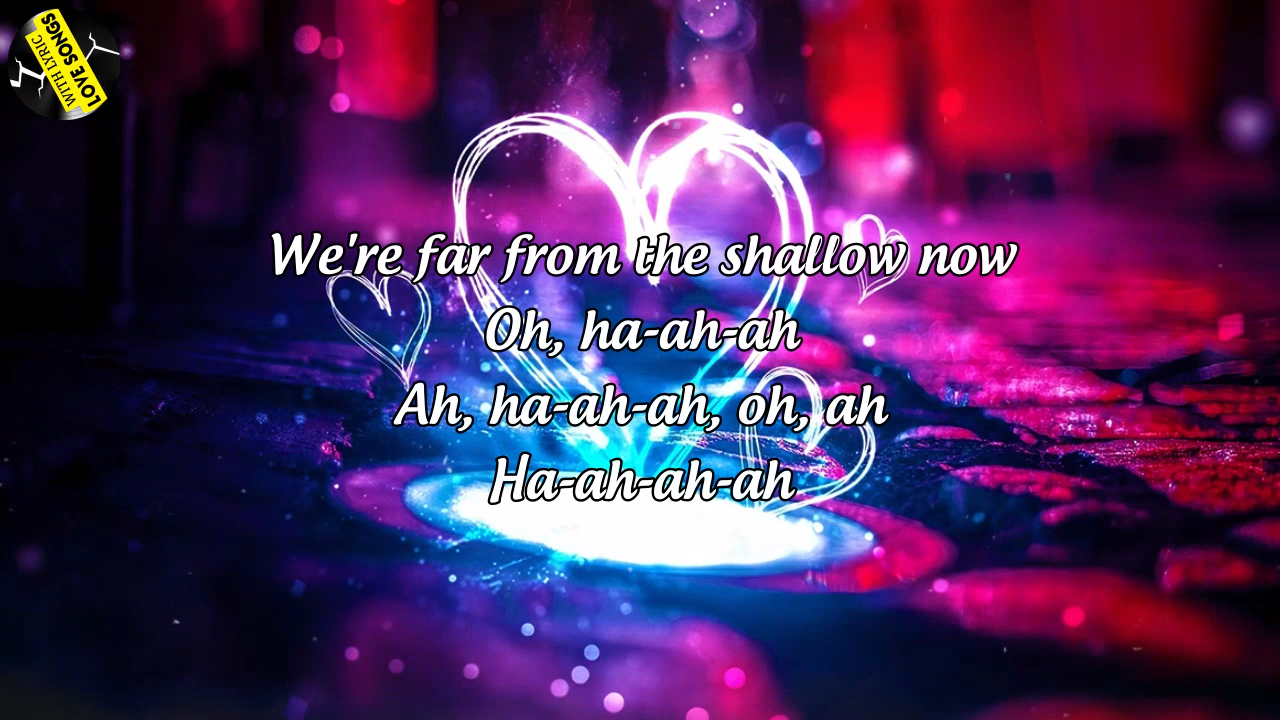 LOVE SONGS
WITH LYRIC
We're far from the shallow now
Oh, ha-ah-ah
Ah, ha-ah-ah, oh, ah
Ha-ah-ah-ah